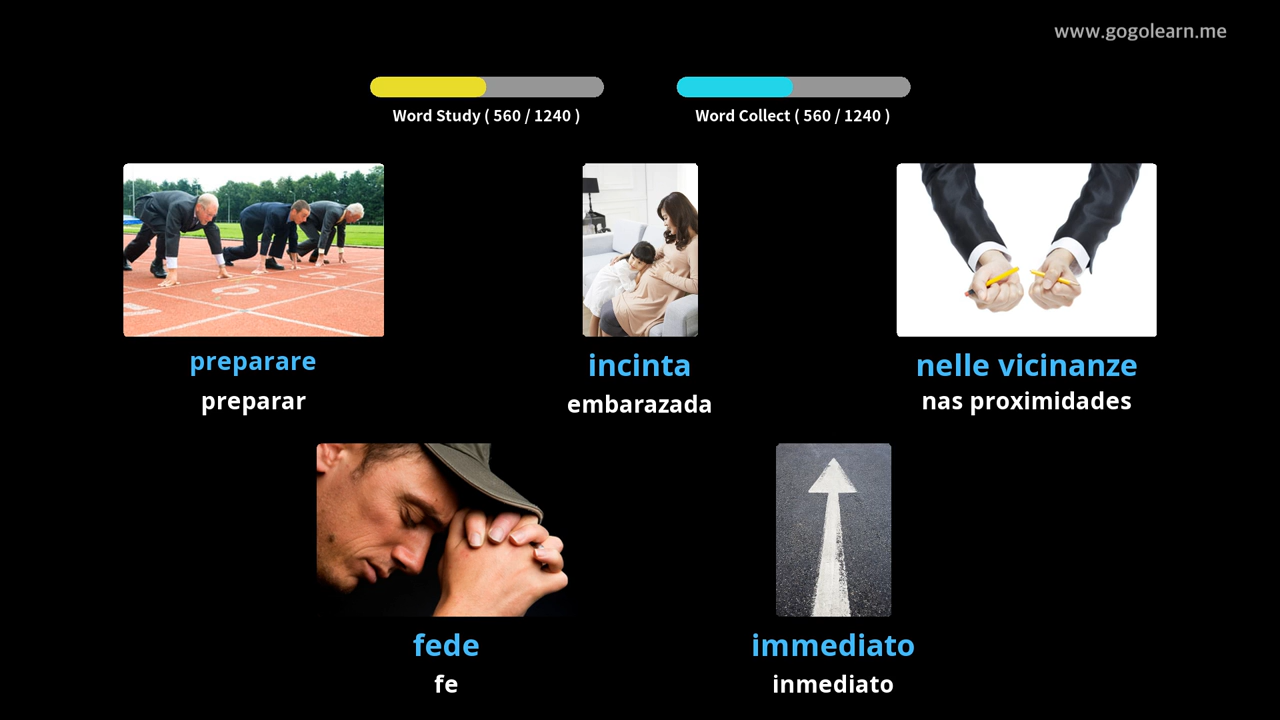 www.gogolearn.me
Word Study ( 560 / 1240 )
Word Collect ( 560 / 1240 )
preparare
preparar
incinta
embarazada
nelle vicinanze
nas proximidades
fede
fe
immediato
inmediato